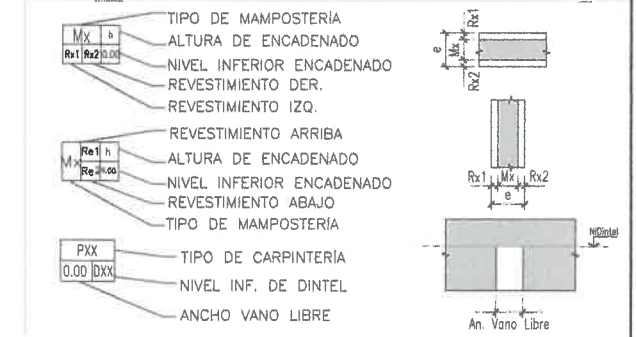 TIPO DE MAMPOSTERÍA
Mx h
ALTURA DE ENCADENADO
Rx1 Rx2 0.00
NIVEL INFERIOR ENCADENADO
REVESTIMIENTO DER.
REVESTIMIENTO IZQ.
Rx1
e Mx
Rx2
REVESTIMIENTO ARRIBA
Re1 h
ALTURA DE ENCADENADO
Mx
NIVEL INFERIOR ENCADENADO
REVESTIMIENTO ABAJO
TIPO DE MAMPOSTERÍA
Rx1 Mx Rx2
e
PXX
TIPO DE CARPINTERÍA
0.00 DXX
NIVEL INF. DE DINTEL
ANCHO VANO LIBRE
NiDintel
An. Vano Libre